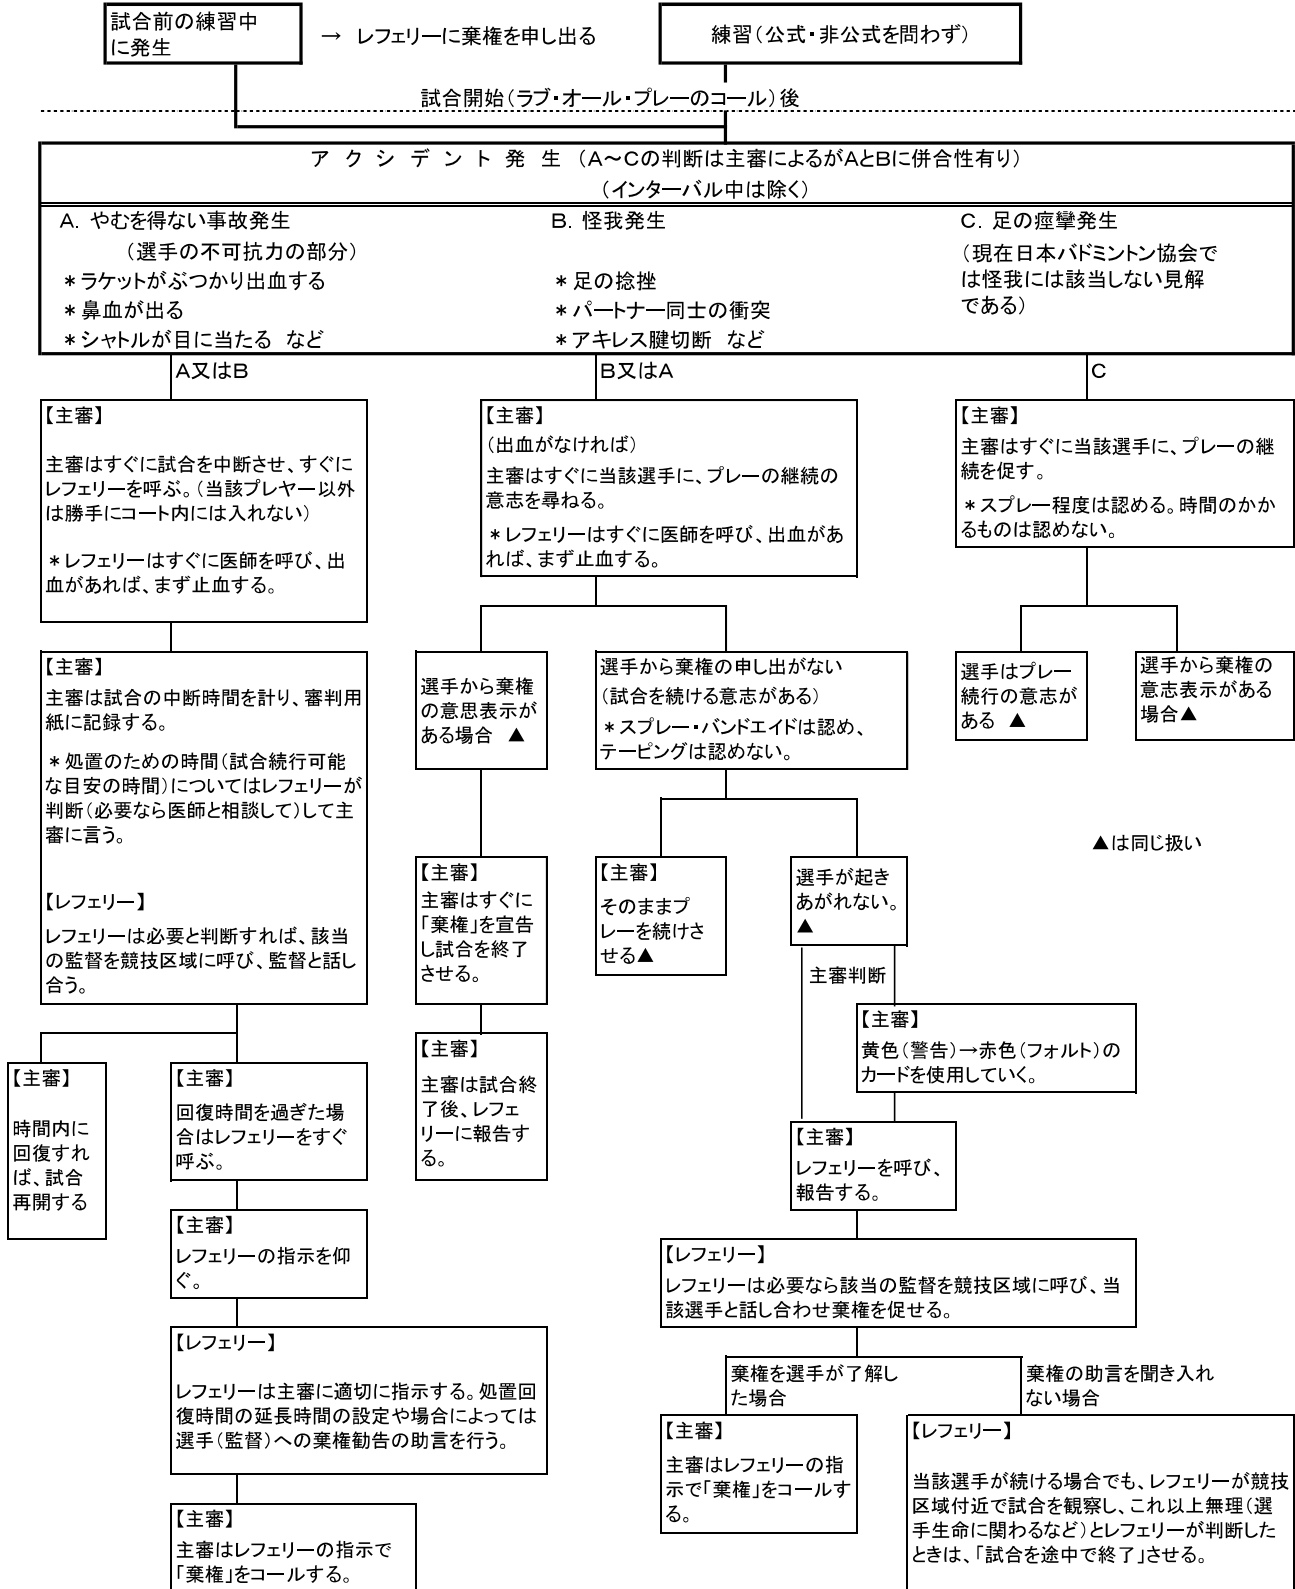 試合前の練習中
に発生
→ レフェリーに棄権を申し出る
練習(公式・非公式を問わず)
試合開始(ラブ・オール・プレーのコール)後
アクシデント発生 (A～Cの判断は主審によるがAとBに併合性有り)
(インターバル中は除く)
A. やむを得ない事故発生
(選手の不可抗力の部分)
＊ラケットがぶつかり出血する
＊鼻血が出る
＊シャトルが目に当たる など
B. 怪我発生
＊足の捻挫
＊パートナー同士の衝突
＊アキレス腱切断 など
C. 足の痙攣発生
(現在日本バドミントン協会で
は怪我には該当しない見解
である)
A又はB
B又はA
C
【主審】
主審はすぐに試合を中断させ、すぐに
レフェリーを呼ぶ。(当該プレヤー以外
は勝手にコート内には入れない)
＊レフェリーはすぐに医師を呼び、出
血があれば、まず止血する。
【主審】
(出血がなければ)
主審はすぐに当該選手に、プレーの継続の
意志を尋ねる。
＊レフェリーはすぐに医師を呼び、出血があ
れば、まず止血する。
【主審】
主審はすぐに当該選手に、プレーの継
続を促す。
＊スプレー程度は認める。時間のかか
るものは認めない。
【主審】
主審は試合の中断時間を計り、審判用
紙に記録する。
＊処置のための時間(試合続行可能
な目安の時間)についてはレフェリーが
判断(必要なら医師と相談して)して主
審に言う。
【レフェリー】
レフェリーは必要と判断すれば、該当
の監督を競技区域に呼び、監督と話し
合う。
選手から棄権
の意思表示が
ある場合 ▲
選手から棄権の申し出がない
(試合を続ける意志がある)
＊スプレー・バンドエイドは認め、
テーピングは認めない。
選手はプレー
続行の意志が
ある ▲
選手から棄権の
意志表示がある
場合▲
▲は同じ扱い
【主審】
主審はすぐに
「棄権」を宣告
し試合を終了
させる。
【主審】
そのままプ
レーを続けさ
せる▲
選手が起き
あがれない。
▲
主審判断
【主審】
黄色(警告)→赤色(フォルト)の
カードを使用していく。
【主審】
時間内に
回復すれ
ば、試合
再開する
【主審】
回復時間を過ぎた場
合はレフェリーをすぐ
呼ぶ。
【主審】
主審は試合終
了後、レフェ
リーに報告す
る。
【主審】
レフェリーを呼び、
報告する。
【主審】
レフェリーの指示を仰
ぐ。
【レフェリー】
レフェリーは必要なら該当の監督を競技区域に呼び、当
該選手と話し合わせ棄権を促せる。
【レフェリー】
レフェリーは主審に適切に指示する。処置回
復時間の延長時間の設定や場合によっては
選手(監督)への棄権勧告の助言を行う。
棄権を選手が了解し
た場合
棄権の助言を聞き入れ
ない場合
【主審】
主審はレフェリーの指
示で「棄権」をコールす
る。
【レフェリー】
当該選手が続ける場合でも、レフェリーが競技
区域付近で試合を観察し、これ以上無理(選
手生命に関わるなど)とレフェリーが判断した
ときは、「試合を途中で終了」させる。
【主審】
主審はレフェリーの指示で
「棄権」をコールする。